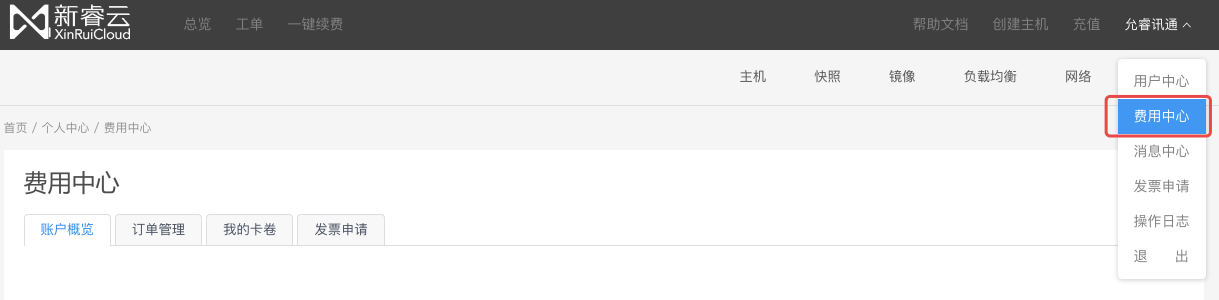 新睿云
XinRuiCloud
总览 工单 一键续费 帮助文档 创建主机 充值 允睿讯通
主机 快照 镜像 负载均衡 网络
用户中心
费用中心
消息中心
发票申请
操作日志
退 出
首页 / 个人中心 / 费用中心
费用中心
账户概览 订单管理 我的卡卷 发票申请